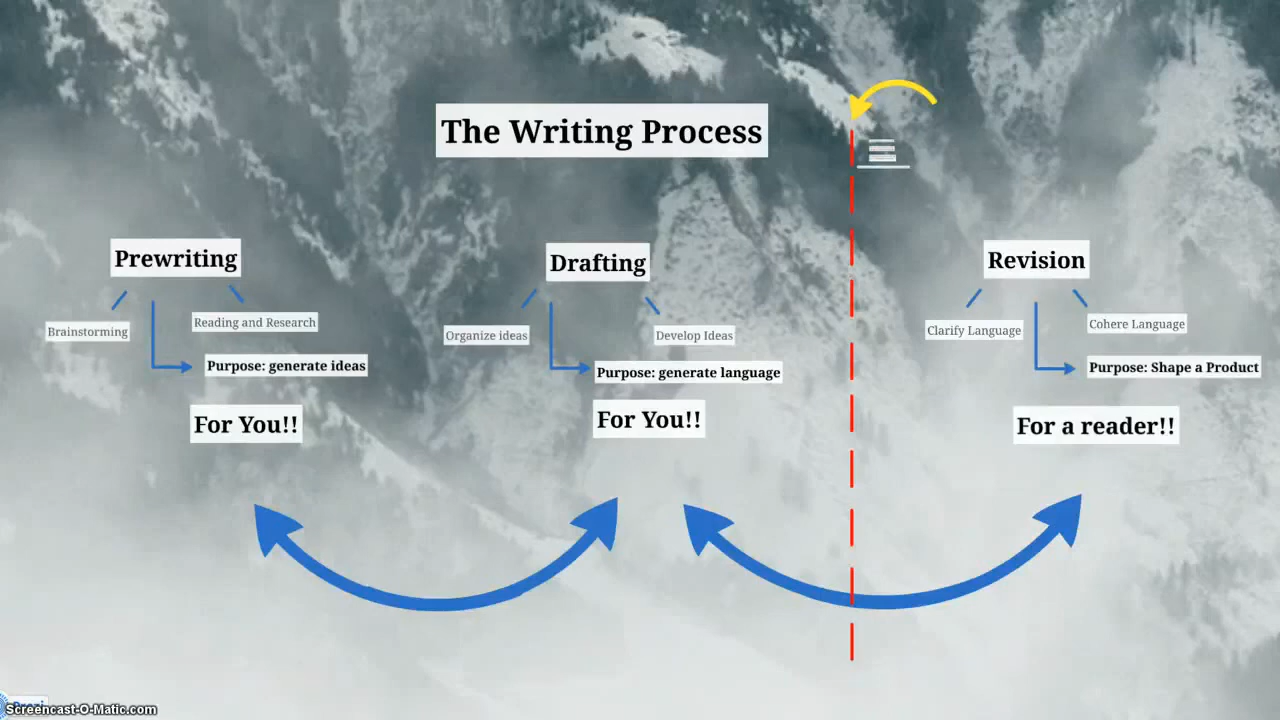 The Writing Process
Prewriting
Brainstorming
Reading and Research
Purpose: generate ideas
For You!!
Drafting
Organize ideas
Develop Ideas
Purpose: generate language
For You!!
Revision
Clarify Language
Cohere Language
Purpose: Shape a Product
For a reader!!
Screencast-O-Matic.com